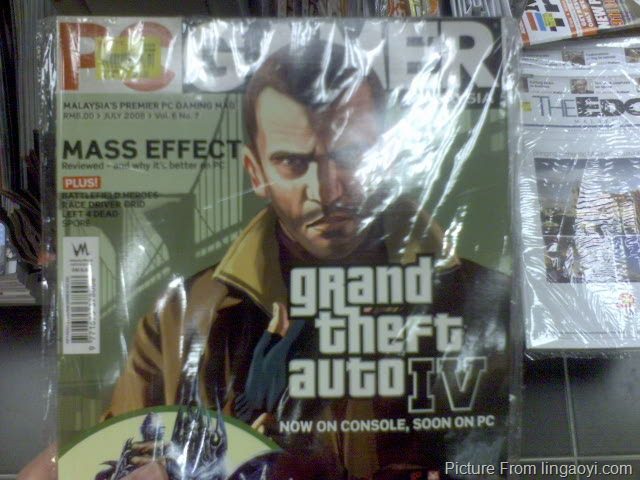 PC GAMER
MALAYSIA'S PREMIER PC GAMING MAG
RM8.00 > JULY 2008 > Vol. 6 No. 7
MASS EFFECT
Reviewed - and why it's better on PC
PLUS!
BATTLEFIELD HEROES
RACE DRIVER GRID
LEFT 4 DEAD
SPORE
grand
theft
auto IV
NOW ON CONSOLE, SOON ON PC
THE EDGE
Picture From lingaoyi.com